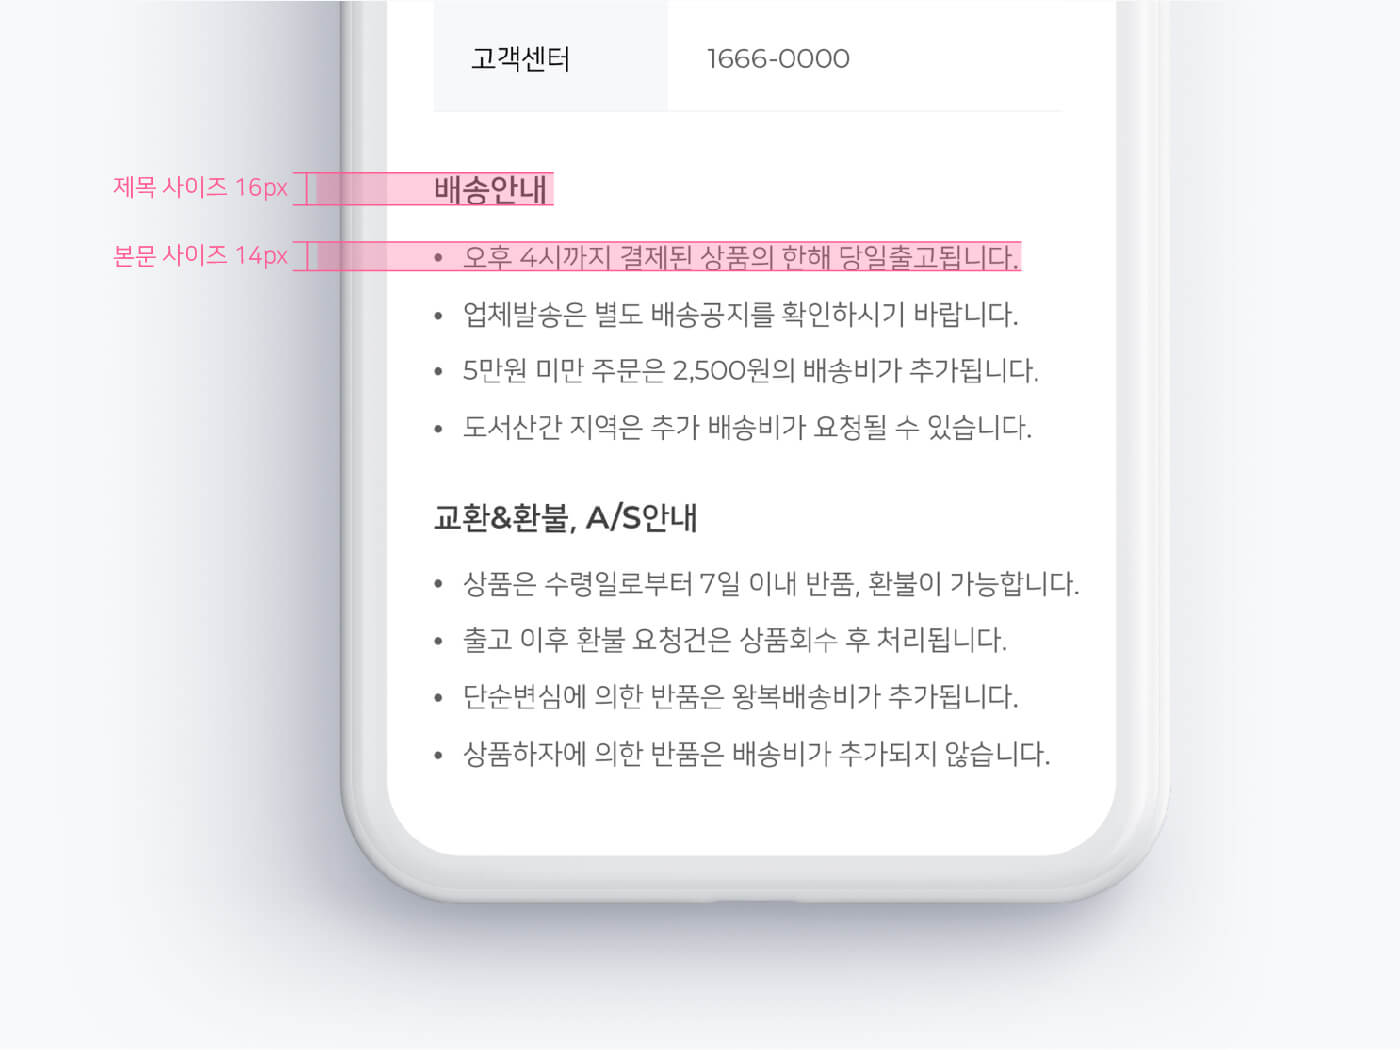 고객센터 1666-0000
제목 사이즈 16px
배송안내
본문 사이즈 14px
• 오후 4시까지 결제된 상품의 한해 당일출고됩니다.
• 업체발송은 별도 배송공지를 확인하시기 바랍니다.
• 5만원 미만 주문은 2,500원의 배송비가 추가됩니다.
• 도서산간 지역은 추가 배송비가 요청될 수 있습니다.
교환&환불, A/S안내
• 상품은 수령일로부터 7일 이내 반품, 환불이 가능합니다.
• 출고 이후 환불 요청건은 상품회수 후 처리됩니다.
• 단순변심에 의한 반품은 왕복배송비가 추가됩니다.
• 상품하자에 의한 반품은 배송비가 추가되지 않습니다.